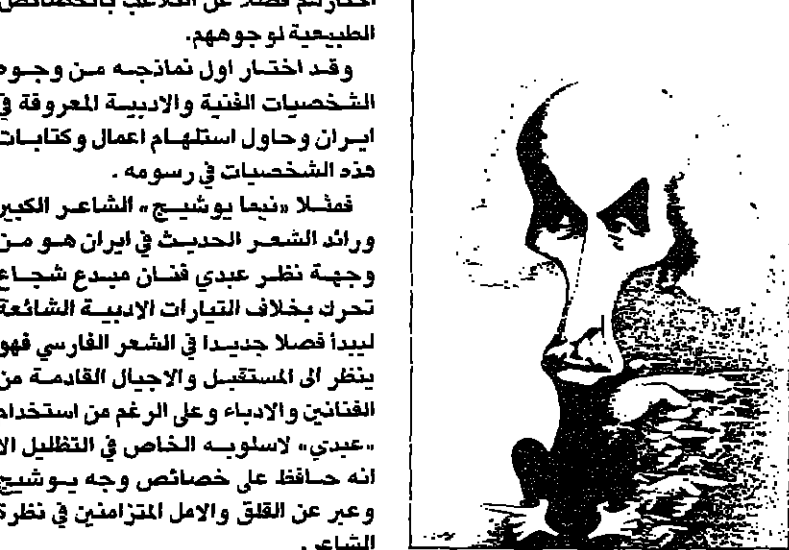 الطبيعية لوجوههم.
وقد اختار اول نماذجه من وجوه
الشخصيات الفنية والادبية المعروفة في
ايران وحاول استلهام اعمال وكتابات
هذه الشخصيات في رسومه .
فمثلا «نيما يوشيج» الشاعر الكبير
ورائد الشعر الحديث في ايران هو من
وجهة نظر عبدي فنان مبدع شجاع
تحرك بخلاف التيارات الادبية الشائعة
ليبدأ فصلا جديدا في الشعر الفارسي فهو
ينظر الى المستقبل والاجيال القادمة من
الفنانين والادباء وعلى الرغم من استخدام
«عبدي» لاسلوبه الخاص في التظليل الا
انه حافظ على خصائص وجه يوشيج
وعبر عن القلق والامل المتزامنين في نظرة
الشاعر.